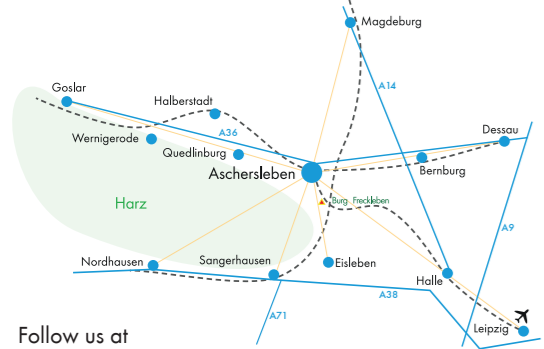 Magdeburg
Goslar
A14
Halberstadt
A36
Dessau
Wernigerode
Quedlinburg
Aschersleben
Bernburg
Harz
Burg Freckleben
A9
Nordhausen
Sangerhausen
Eisleben
Halle
A38
A71
Leipzig
Follow us at